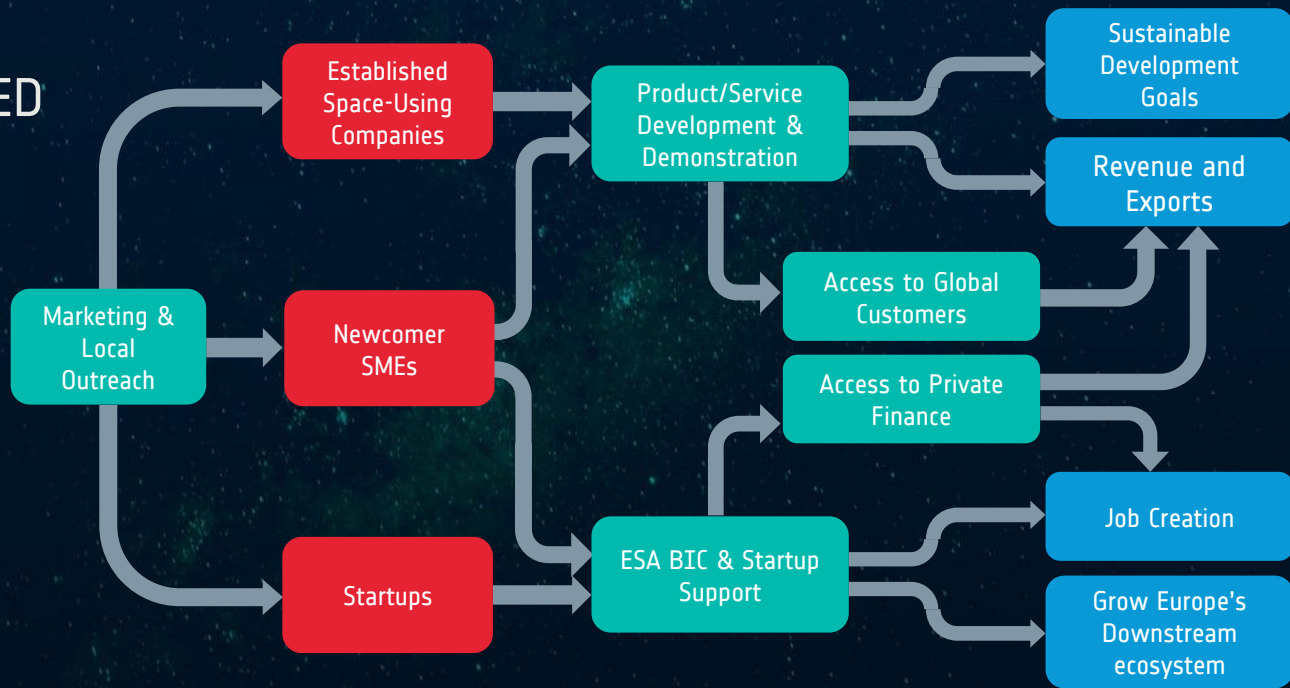 ED
Established
Space-Using
Companies
Product/Service
Development &
Demonstration
Sustainable
Development
Goals
Revenue and
Exports
Marketing &
Local
Outreach
Newcomer
SMEs
Access to Global
Customers
Access to Private
Finance
Startups
ESA BIC & Startup
Support
Job Creation
Grow Europe's
Downstream
ecosystem